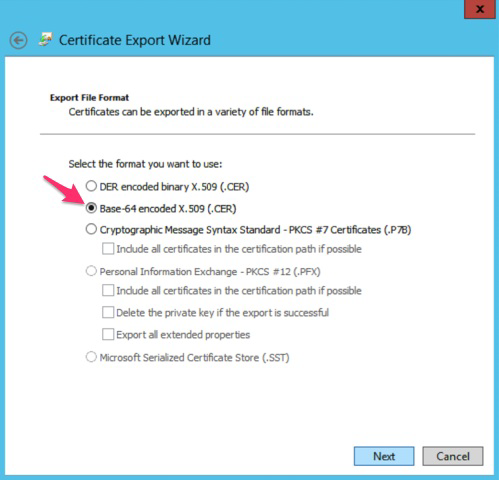 x
Certificate Export Wizard
Export File Format
Certificates can be exported in a variety of file formats.
Select the format you want to use:
DER encoded binary X.509 (.CER)
Base-64 encoded X.509 (.CER)
Cryptographic Message Syntax Standard - PKCS #7 Certificates (.P7B)
Include all certificates in the certification path if possible
Personal Information Exchange - PKCS #12 (.PFX)
Include all certificates in the certification path if possible
Delete the private key if the export is successful
Export all extended properties
Microsoft Serialized Certificate Store (.SST)
Next Cancel